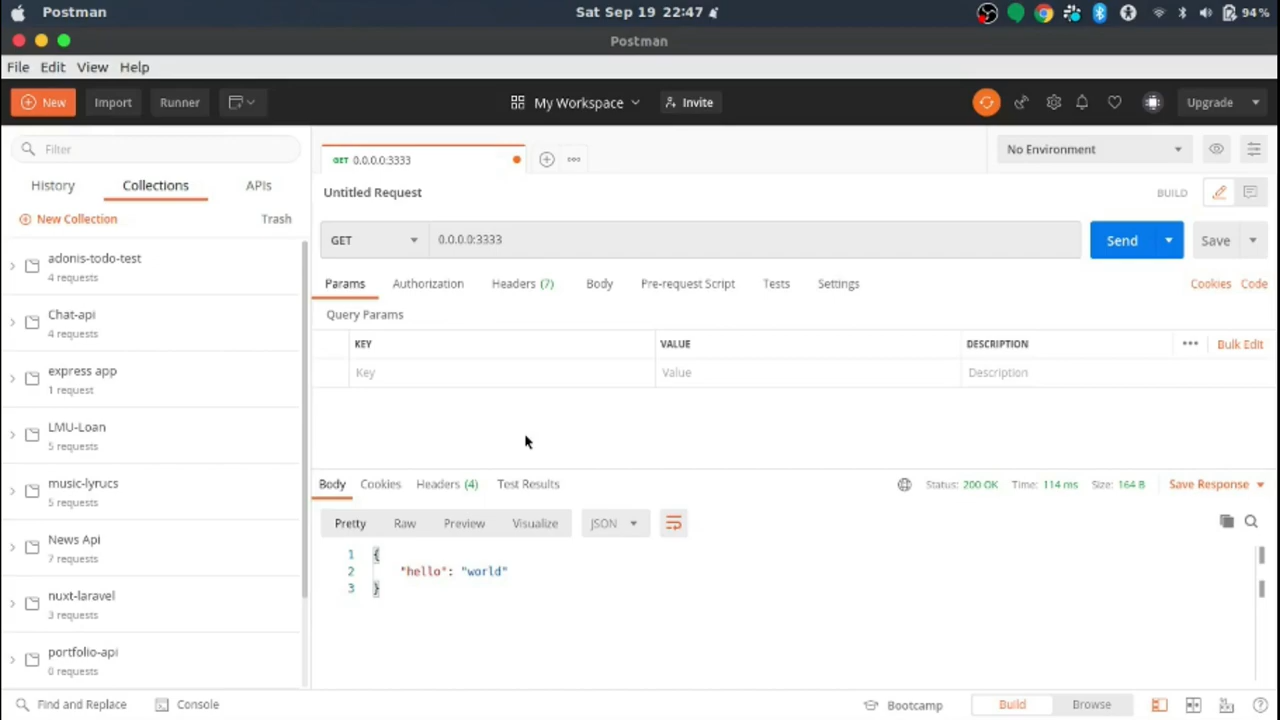 Postman
Sat Sep 19 22:47
94%
Postman
File Edit View Help
New Import Runner My Workspace Invite Upgrade
Filter
GET 0.0.0.0:3333
No Environment
History Collections APIs
Untitled Request
BUILD
New Collection Trash
GET 0.0.0.0:3333 Send Save
adonis-todo-test
4 requests
Params Authorization Headers (7) Body Pre-request Script Tests Settings Cookies Code
Chat-api
4 requests
Query Params
KEY VALUE DESCRIPTION Bulk Edit
Key Value Description
express app
1 request
LMU-Loan
5 requests
music-lyrucs
5 requests
Body Cookies Headers (4) Test Results Status: 200 OK Time: 114 ms Size: 164 B Save Response
Pretty Raw Preview Visualize JSON
News Api
7 requests
1 {
2 "hello": "world"
3 }
nuxt-laravel
3 requests
portfolio-api
0 requests
Find and Replace Console Bootcamp Build Browse